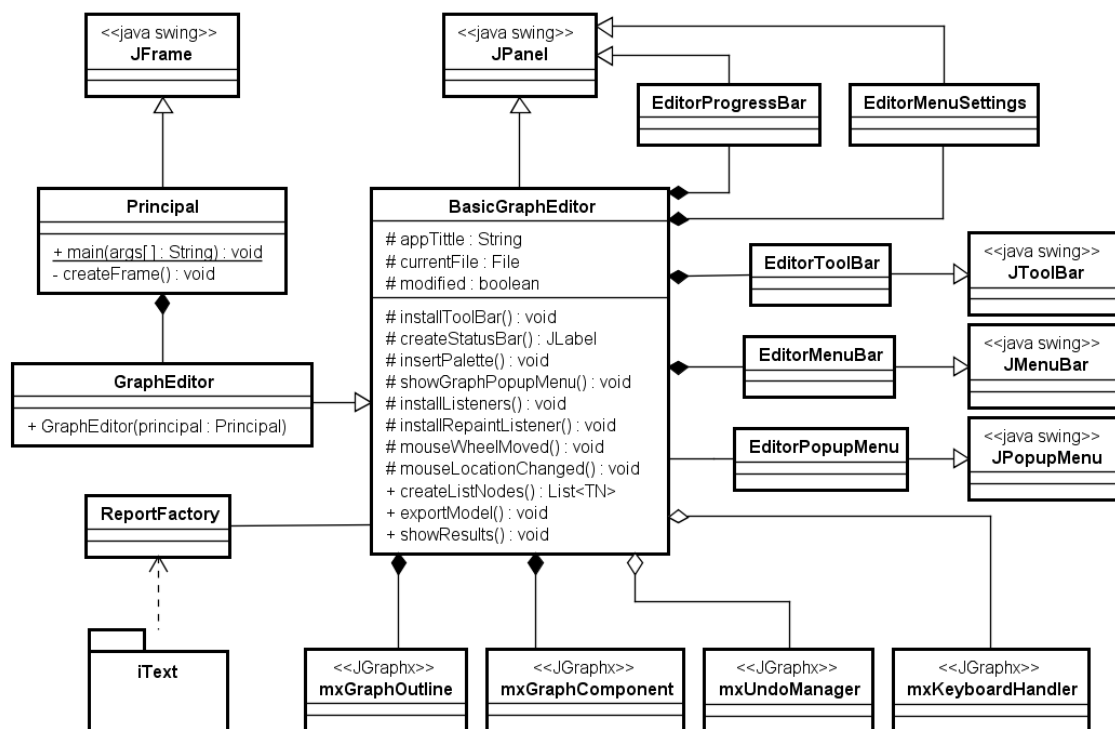 <<java swing>>
JFrame
<<java swing>>
JPanel
EditorProgressBar
EditorMenuSettings
Principal
+ main(args[ ] : String) : void
- createFrame() : void
BasicGraphEditor
# appTittle : String
# currentFile : File
# modified : boolean
# installToolBar() : void
# createStatusBar() : JLabel
# insertPalette() : void
# showGraphPopupMenu() : void
# installListeners() : void
# installRepaintListener() : void
# mouseWheelMoved() : void
# mouseLocationChanged() : void
+ createListNodes() : List<TN>
+ exportModel() : void
+ showResults() : void
EditorToolBar
<<java swing>>
JToolBar
EditorMenuBar
<<java swing>>
JMenuBar
EditorPopupMenu
<<java swing>>
JPopupMenu
GraphEditor
+ GraphEditor(principal : Principal)
ReportFactory
iText
<<JGraphx>>
mxGraphOutline
<<JGraphx>>
mxGraphComponent
<<JGraphx>>
mxUndoManager
<<JGraphx>>
mxKeyboardHandler